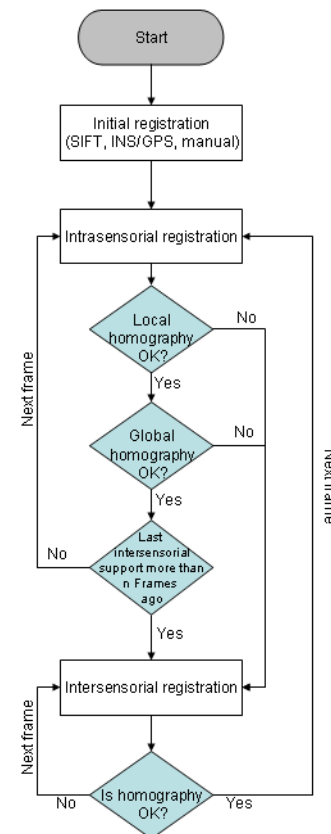 Start
Initial registration
(SIFT, INS/GPS, manual)
Intrasensorial registration
Local
homography
OK?
No
Yes
Next frame
Global
homography
OK?
No
Yes
Next frame
Last
intersensorial
support more than
n Frames
ago
No
Yes
Intersensorial registration
Next frame
Is homography
OK?
No
Yes